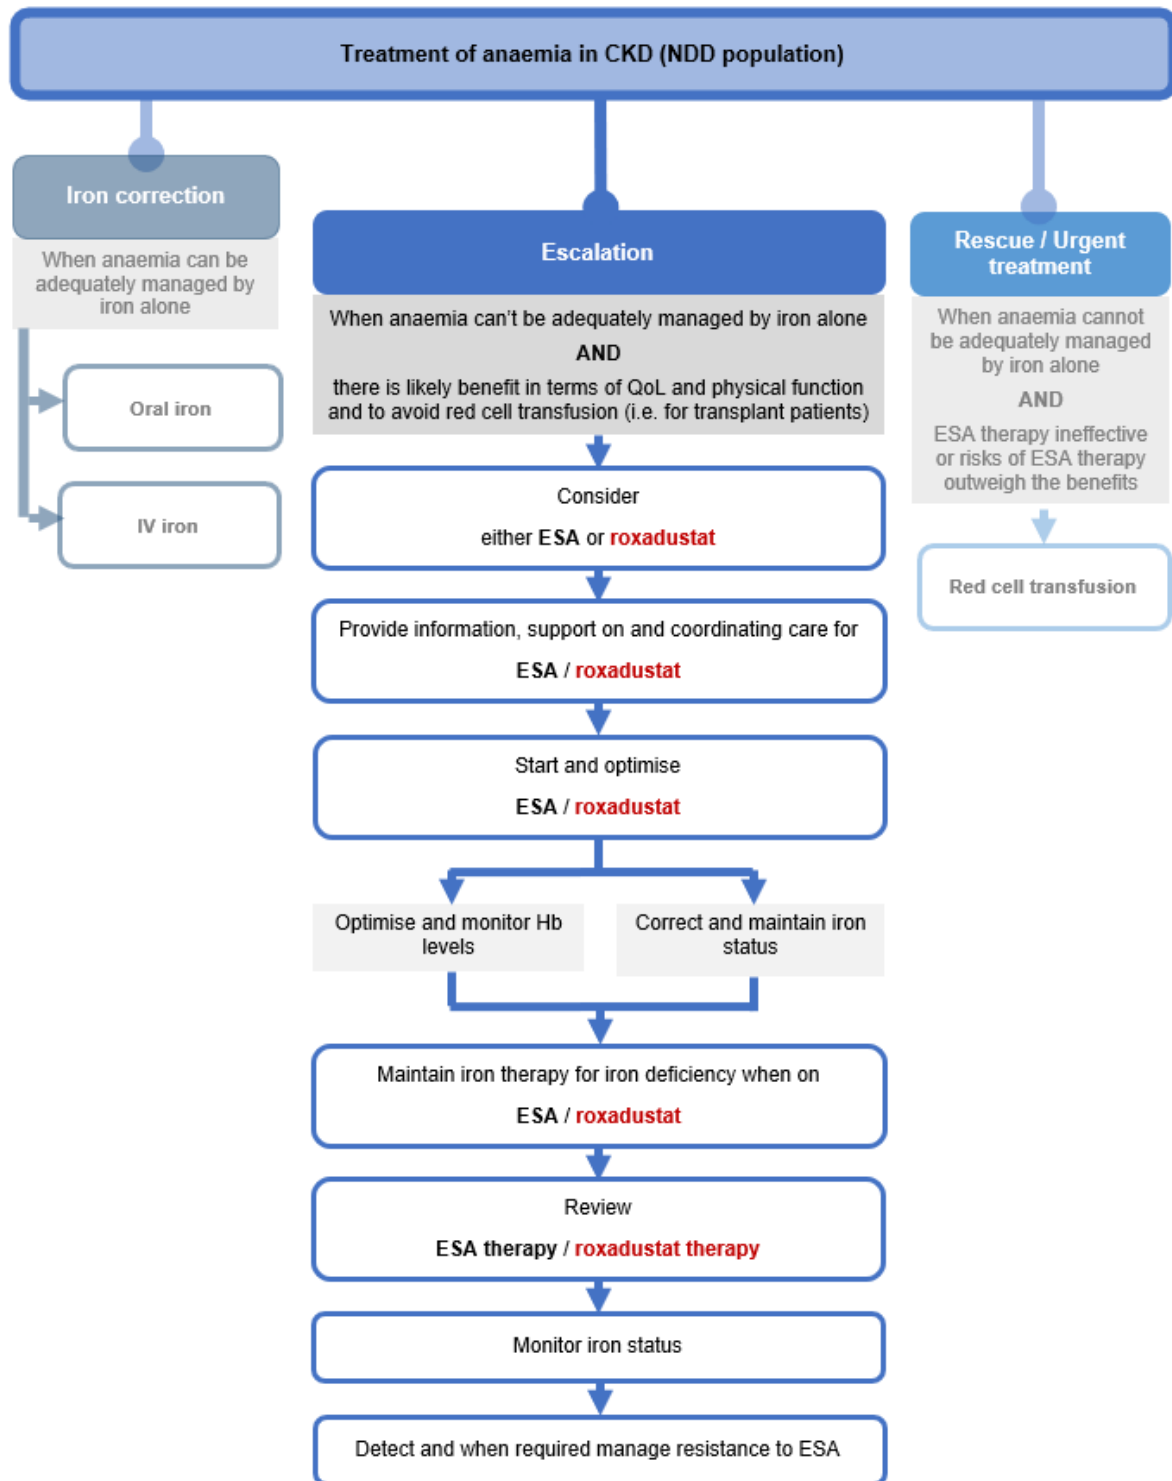 Treatment of anaemia in CKD (NDD population)
Iron correction
When anaemia can be
adequately managed by
iron alone
Oral iron
IV iron
Escalation
When anaemia can't be adequately managed by iron alone
AND
there is likely benefit in terms of QoL and physical function
and to avoid red cell transfusion (i.e. for transplant patients)
Consider
either ESA or roxadustat
Provide information, support on and coordinating care for
ESA / roxadustat
Start and optimise
ESA / roxadustat
Optimise and monitor Hb
levels
Correct and maintain iron
status
Maintain iron therapy for iron deficiency when on
ESA / roxadustat
Review
ESA therapy / roxadustat therapy
Monitor iron status
Detect and when required manage resistance to ESA
Rescue / Urgent
treatment
When anaemia cannot
be adequately managed
by iron alone
AND
ESA therapy ineffective
or risks of ESA therapy
outweigh the benefits
Red cell transfusion